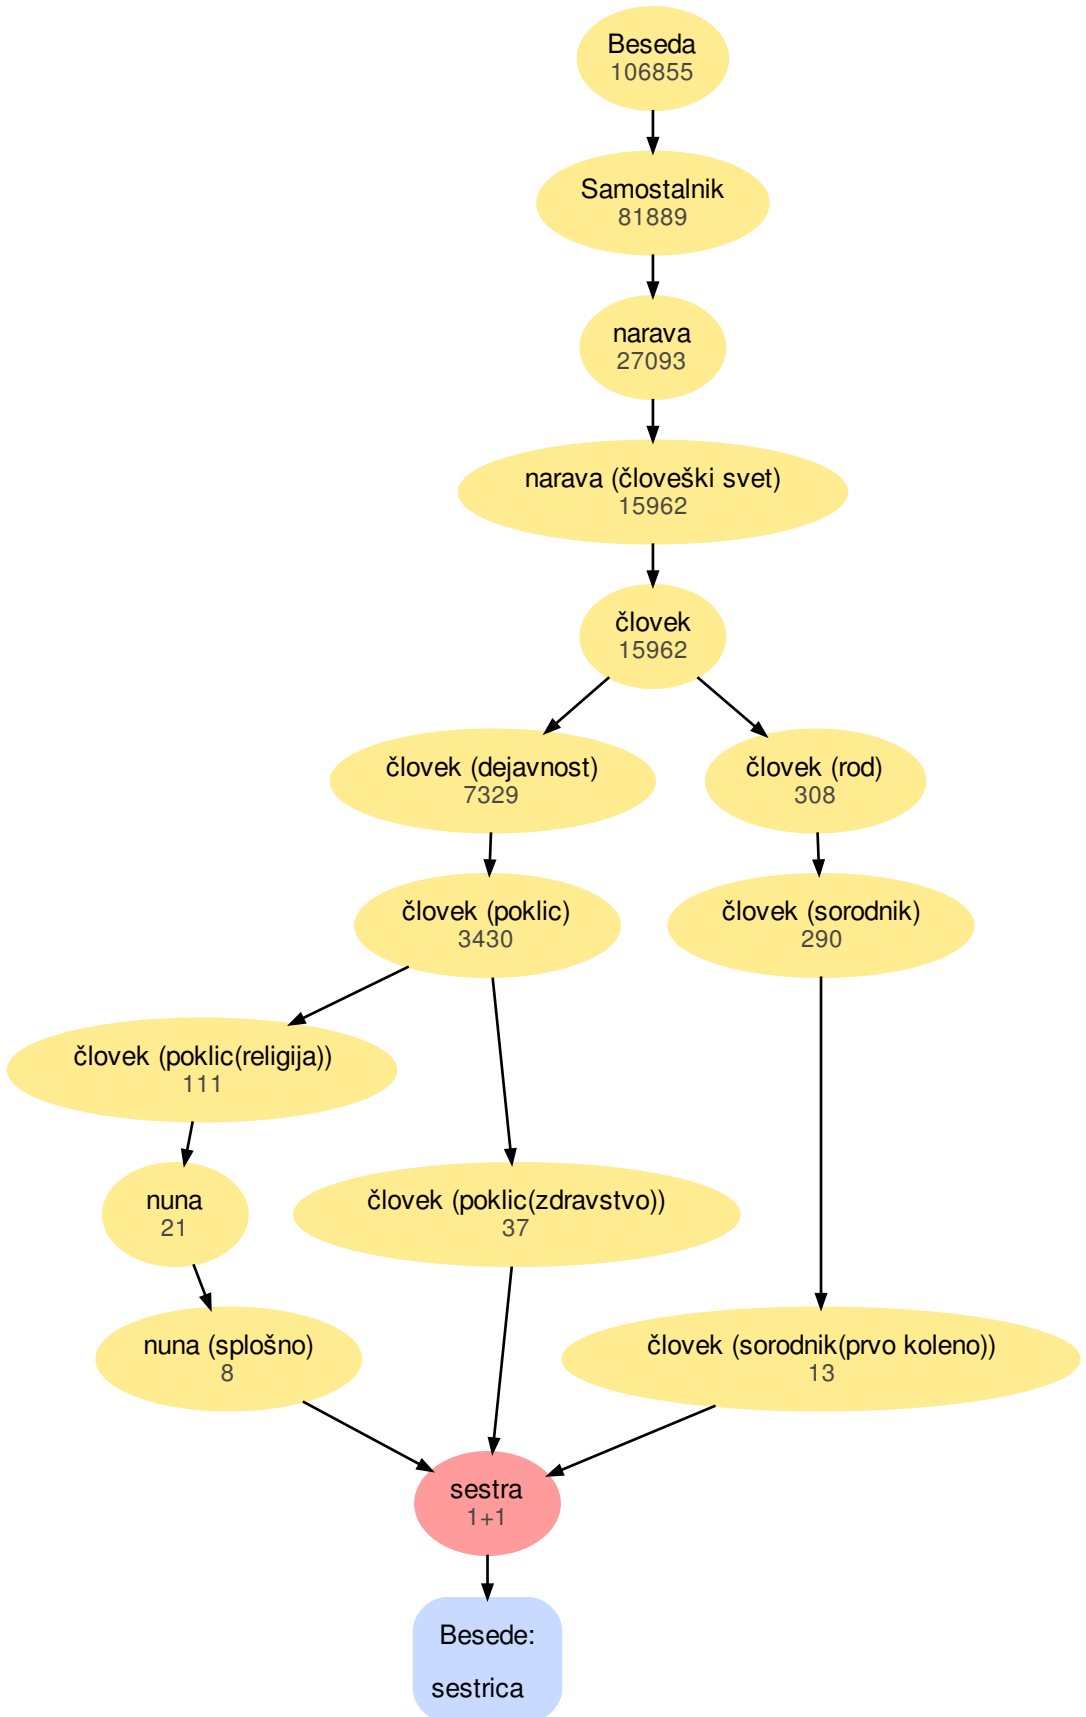 Beseda
106855
Samostalnik
81889
narava
27093
narava (človeški svet)
15962
človek
15962
človek (dejavnost)
7329
človek (rod)
308
človek (poklic)
3430
človek (sorodnik)
290
človek (poklic(religija))
111
nuna
21
človek (poklic(zdravstvo))
37
nuna (splošno)
8
človek (sorodnik(prvo koleno))
13
sestra
1+1
Besede:
sestrica